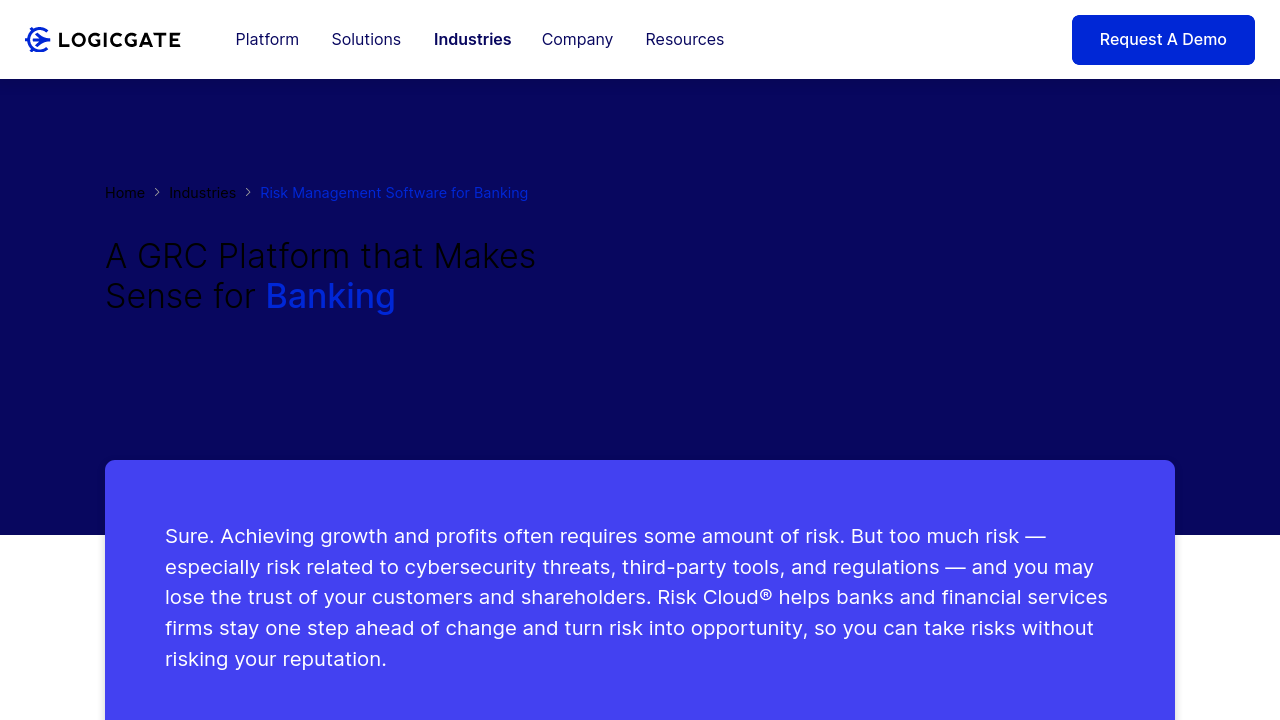 LOGICGATE Platform Solutions Industries Company Resources Request A Demo
Home > Industries > Risk Management Software for Banking
A GRC Platform that Makes
Sense for Banking
Sure. Achieving growth and profits often requires some amount of risk. But too much risk —
especially risk related to cybersecurity threats, third-party tools, and regulations — and you may
lose the trust of your customers and shareholders. Risk Cloud® helps banks and financial services
firms stay one step ahead of change and turn risk into opportunity, so you can take risks without
risking your reputation.